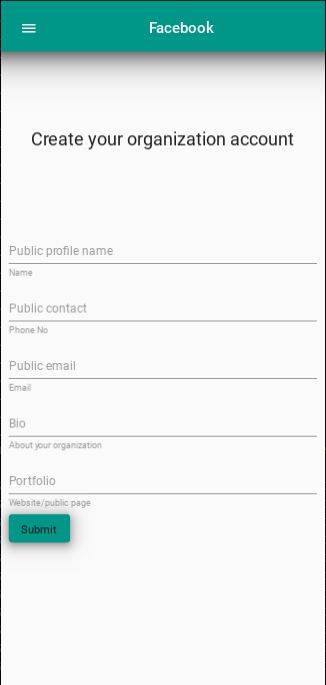 Facebook
Create your organization account
Public profile name
Name
Public contact
Phone No
Public email
Email
Bio
About your organization
Portfolio
Website/public page
Submit